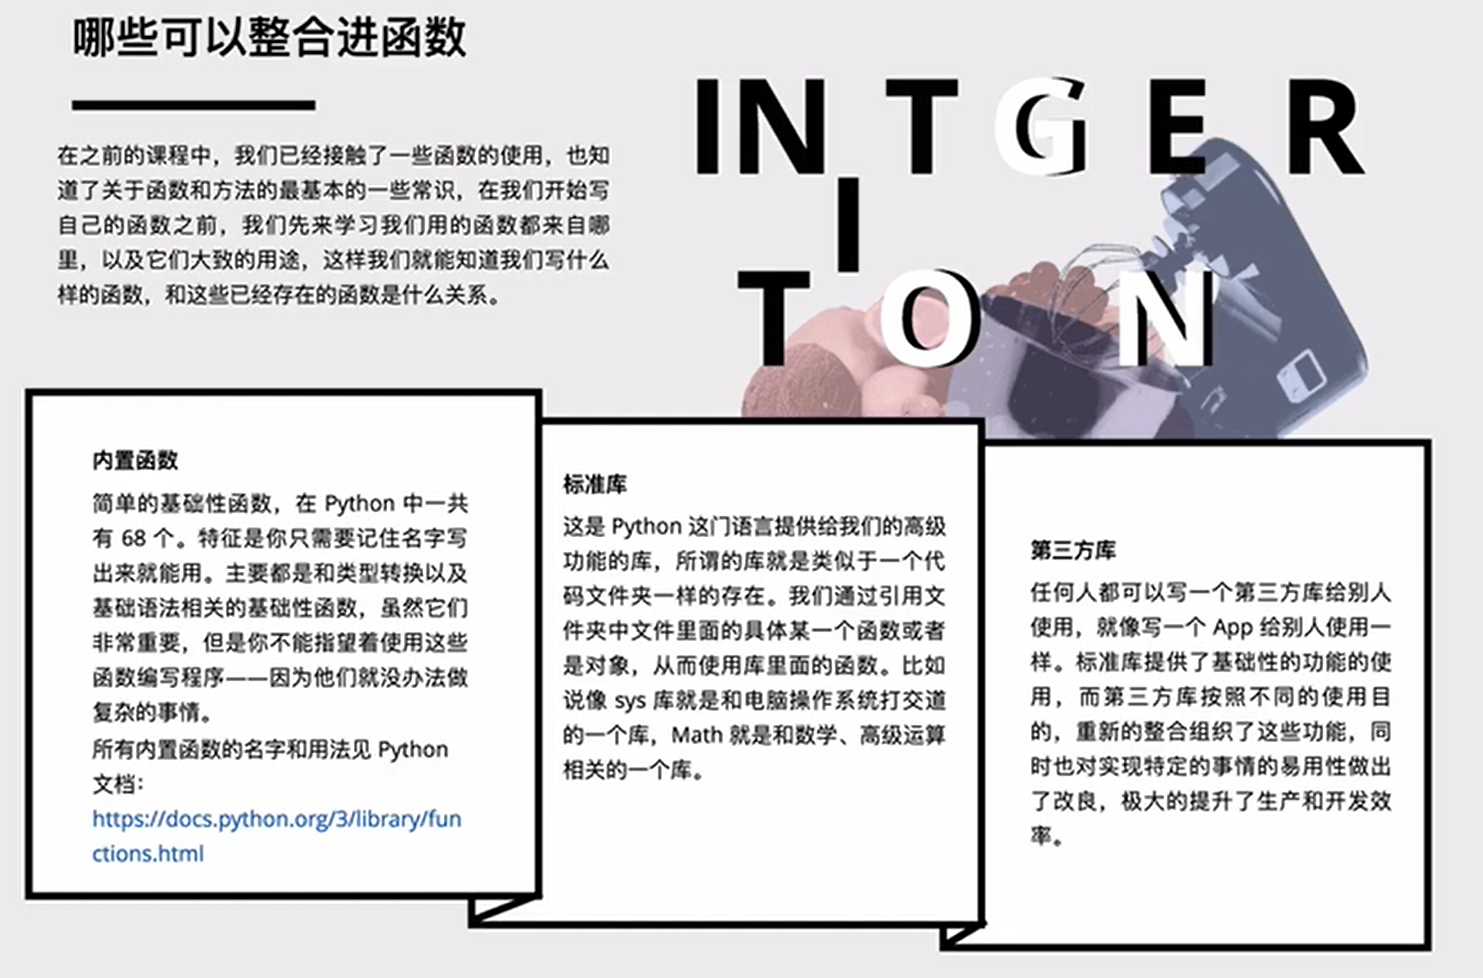 哪些可以整合进函数
在之前的课程中，我们已经接触了一些函数的使用，也知
道了关于函数和方法的最基本的一些常识，在我们开始写
自己的函数之前，我们先来学习我们用的函数都来自哪
里，以及它们大致的用途，这样我们就能知道我们写什么
样的函数，和这些已经存在的函数是什么关系。
IN T G E R
I
T O N
内置函数
简单的基础性函数，在 Python 中一共
有 68 个。特征是你只需要记住名字写
出来就能用。主要都是和类型转换以及
基础语法相关的基础性函数，虽然它们
非常重要，但是你不能指望着使用这些
函数编写程序——因为他们就没办法做
复杂的事情。
所有内置函数的名字和用法见 Python
文档：
https://docs.python.org/3/library/fun
ctions.html
标准库
这是 Python 这门语言提供给我们的高级
功能的库，所谓的库就是类似于一个代
码文件夹一样的存在。我们通过引用文
件夹中文件里面的具体某一个函数或者
是对象，从而使用库里面的函数。比如
说像 sys 库就是和电脑操作系统打交道
的一个库，Math 就是和数学、高级运算
相关的一个库。
第三方库
任何人都可以写一个第三方库给别人
使用，就像写一个 App 给别人使用一
样。标准库提供了基础性的功能的使
用，而第三方库按照不同的使用目
的，重新的整合组织了这些功能，同
时也对实现特定的事情的易用性做出
了改良，极大的提升了生产和开发效
率。